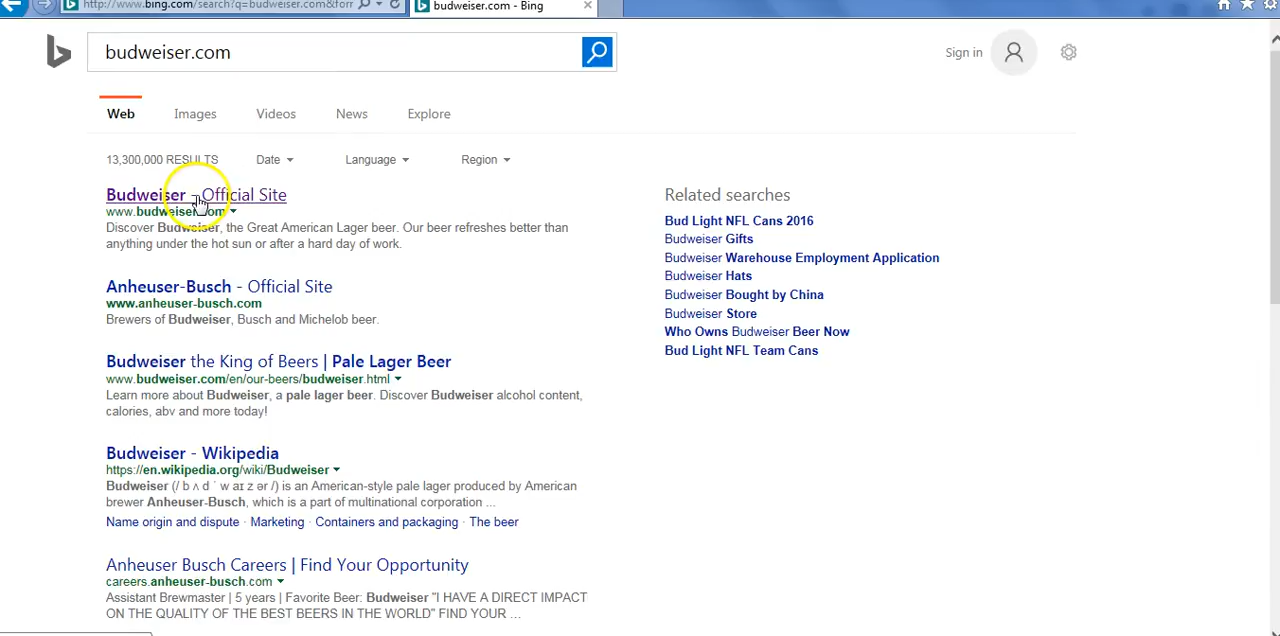 http://www.bing.com/search?q=budweiser.com&forr
budweiser.com - Bing
budweiser.com
Sign in
Web Images Videos News Explore
13,300,000 RESULTS Date Language Region
Budweiser - Official Site
www.budweiser.com
Discover Budweiser, the Great American Lager beer. Our beer refreshes better than
anything under the hot sun or after a hard day of work.
Anheuser-Busch - Official Site
www.anheuser-busch.com
Brewers of Budweiser, Busch and Michelob beer.
Budweiser the King of Beers | Pale Lager Beer
www.budweiser.com/en/our-beers/budweiser.html
Learn more about Budweiser, a pale lager beer. Discover Budweiser alcohol content,
calories, abv and more today!
Budweiser - Wikipedia
https://en.wikipedia.org/wiki/Budweiser
Budweiser (/ b ʌ d ˈ w aɪ z ər /) is an American-style pale lager produced by American
brewer Anheuser-Busch, which is a part of multinational corporation ...
Name origin and dispute · Marketing · Containers and packaging · The beer
Anheuser Busch Careers | Find Your Opportunity
careers.anheuser-busch.com
Assistant Brewmaster | 5 years | Favorite Beer: Budweiser "I HAVE A DIRECT IMPACT
ON THE QUALITY OF THE BEST BEERS IN THE WORLD" FIND YOUR ...
Related searches
Bud Light NFL Cans 2016
Budweiser Gifts
Budweiser Warehouse Employment Application
Budweiser Hats
Budweiser Bought by China
Budweiser Store
Who Owns Budweiser Beer Now
Bud Light NFL Team Cans